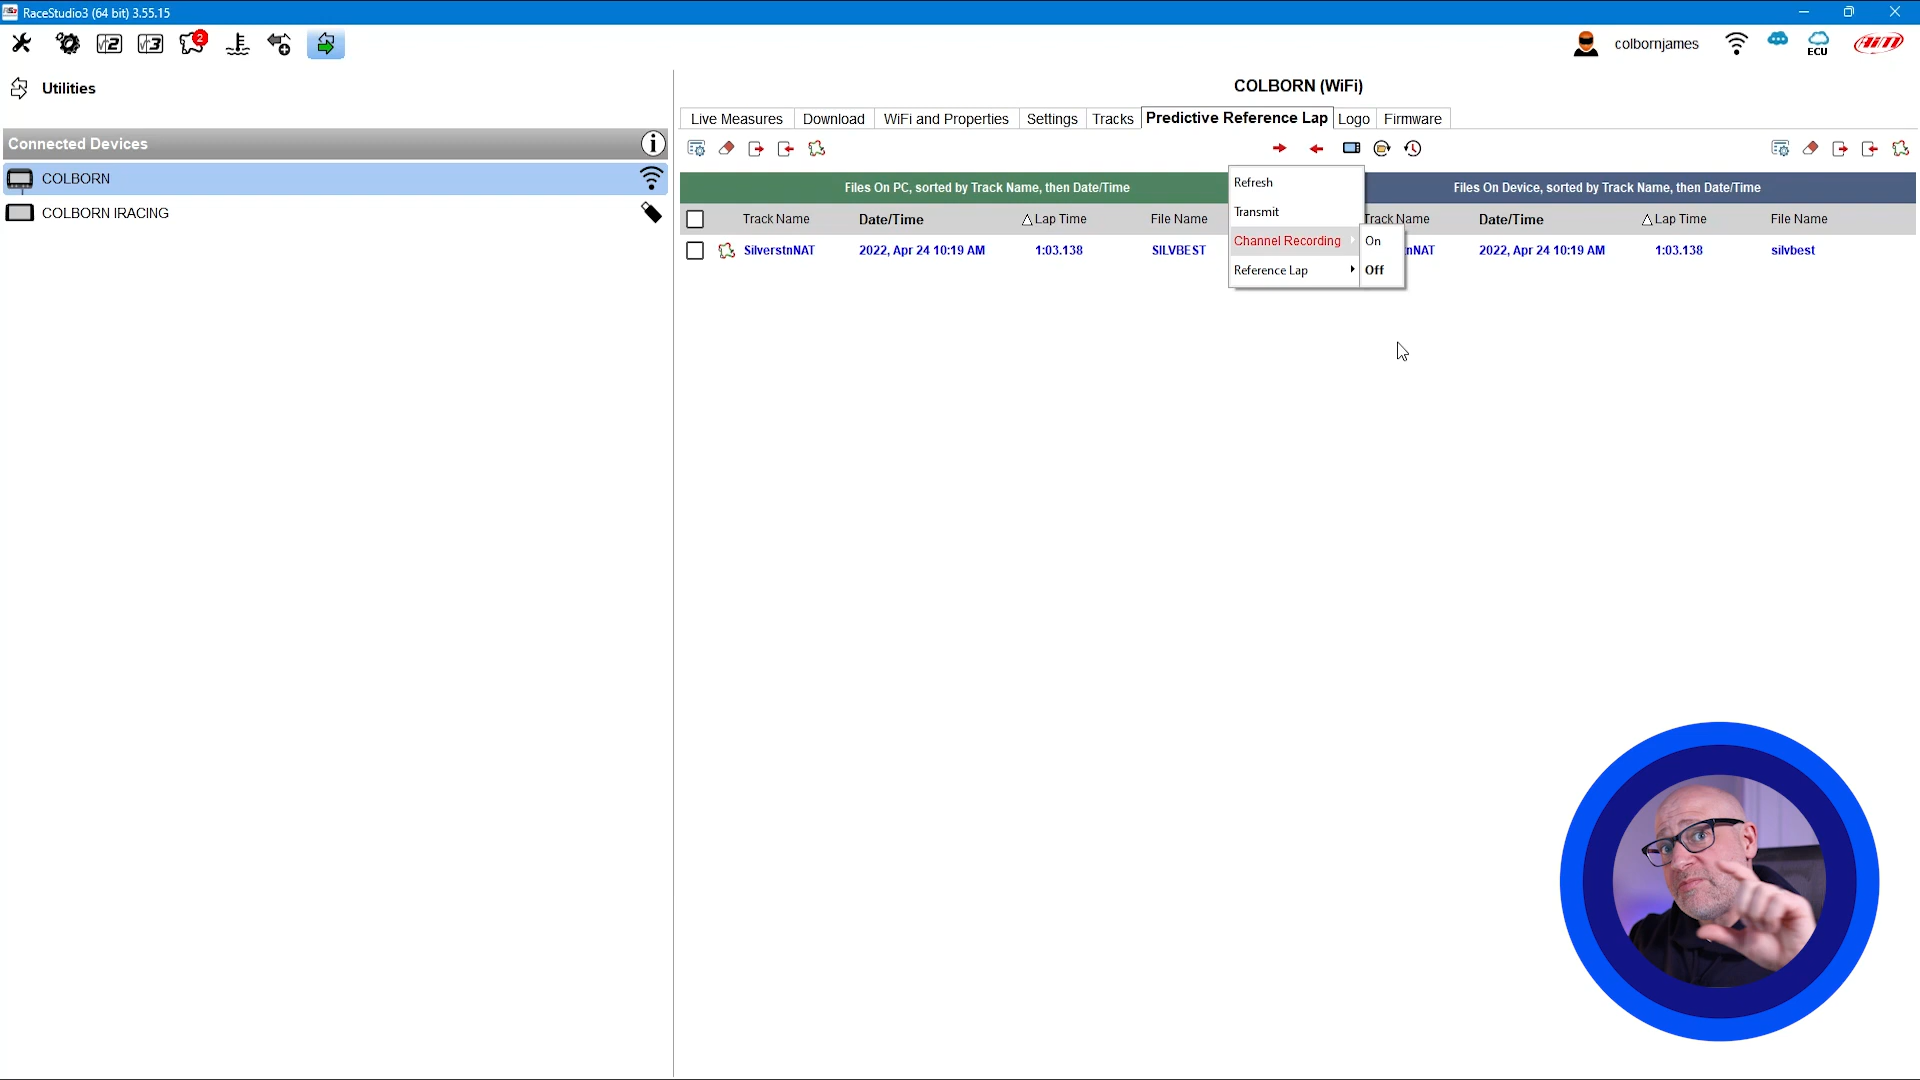 RaceStudio3 (64 bit) 3.55.15
2
colbornjames
ECU
AiM
Utilities
COLBORN (WiFi)
Live Measures Download WiFi and Properties Settings Tracks Predictive Reference Lap Logo Firmware
Connected Devices
COLBORN
COLBORN IRACING
Files On PC, sorted by Track Name, then Date/Time
Track Name Date/Time Lap Time File Name
SilverstnNAT 2022, Apr 24 10:19 AM 1:03.138 SILVBEST
Refresh
Transmit
Channel Recording
Reference Lap
On
Off
Files On Device, sorted by Track Name, then Date/Time
Track Name Date/Time Lap Time File Name
nNAT 2022, Apr 24 10:19 AM 1:03.138 silvbest